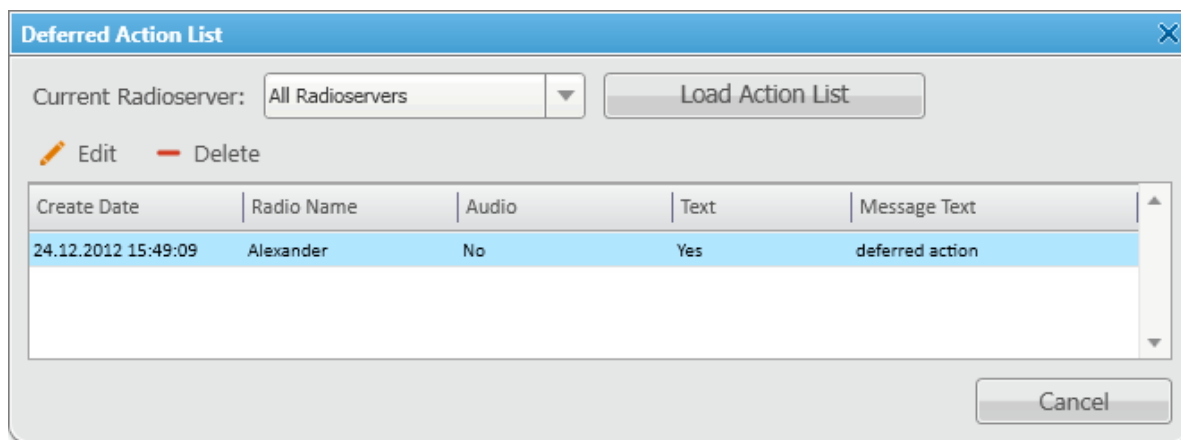 Deferred Action List
Current Radioserver: All Radioservers Load Action List
Edit Delete
Create Date Radio Name Audio Text Message Text
24.12.2012 15:49:09 Alexander No Yes deferred action
Cancel